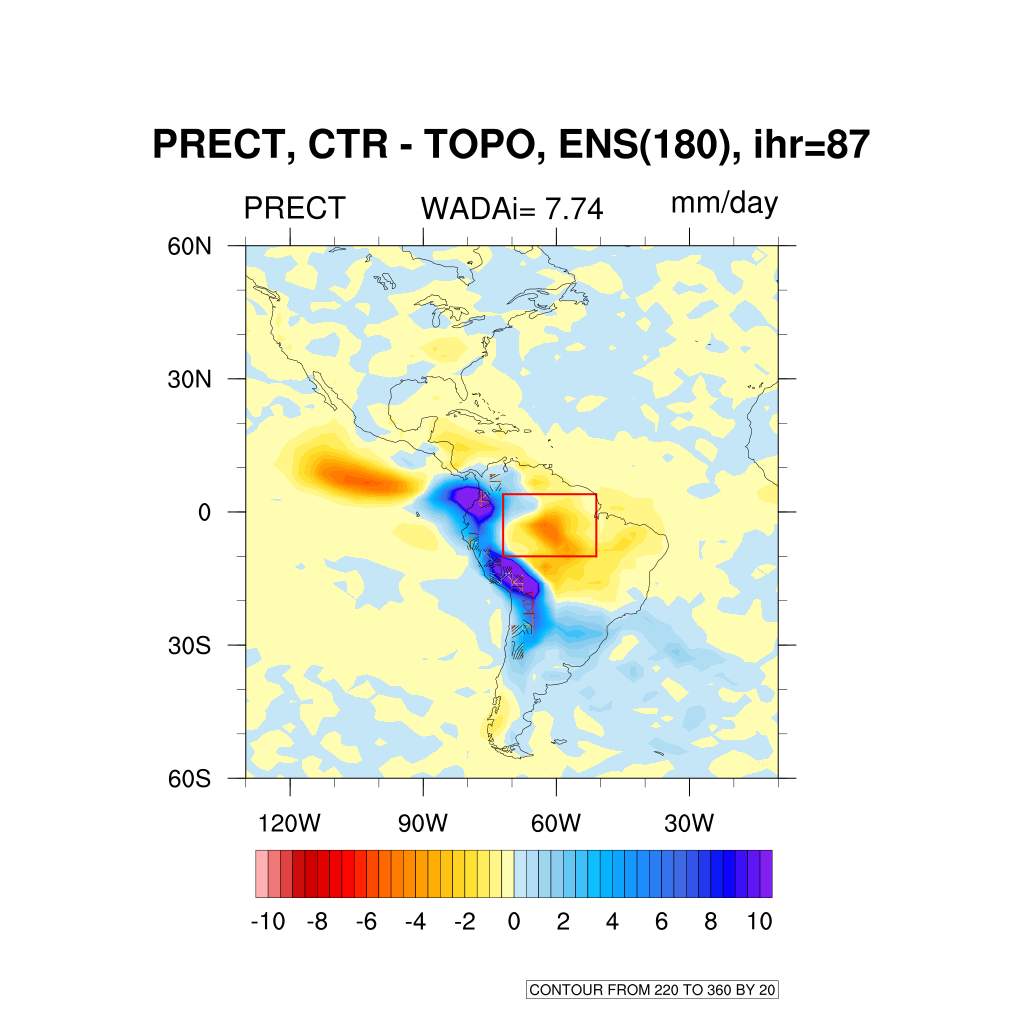 PRECT, CTR - TOPO, ENS(180), ihr=87
PRECT WADAi= 7.74 mm/day
60N
30N
0
30S
60S
120W 90W 60W 30W
-10 -8 -6 -4 -2 0 2 4 6 8 10
CONTOUR FROM 220 TO 360 BY 20